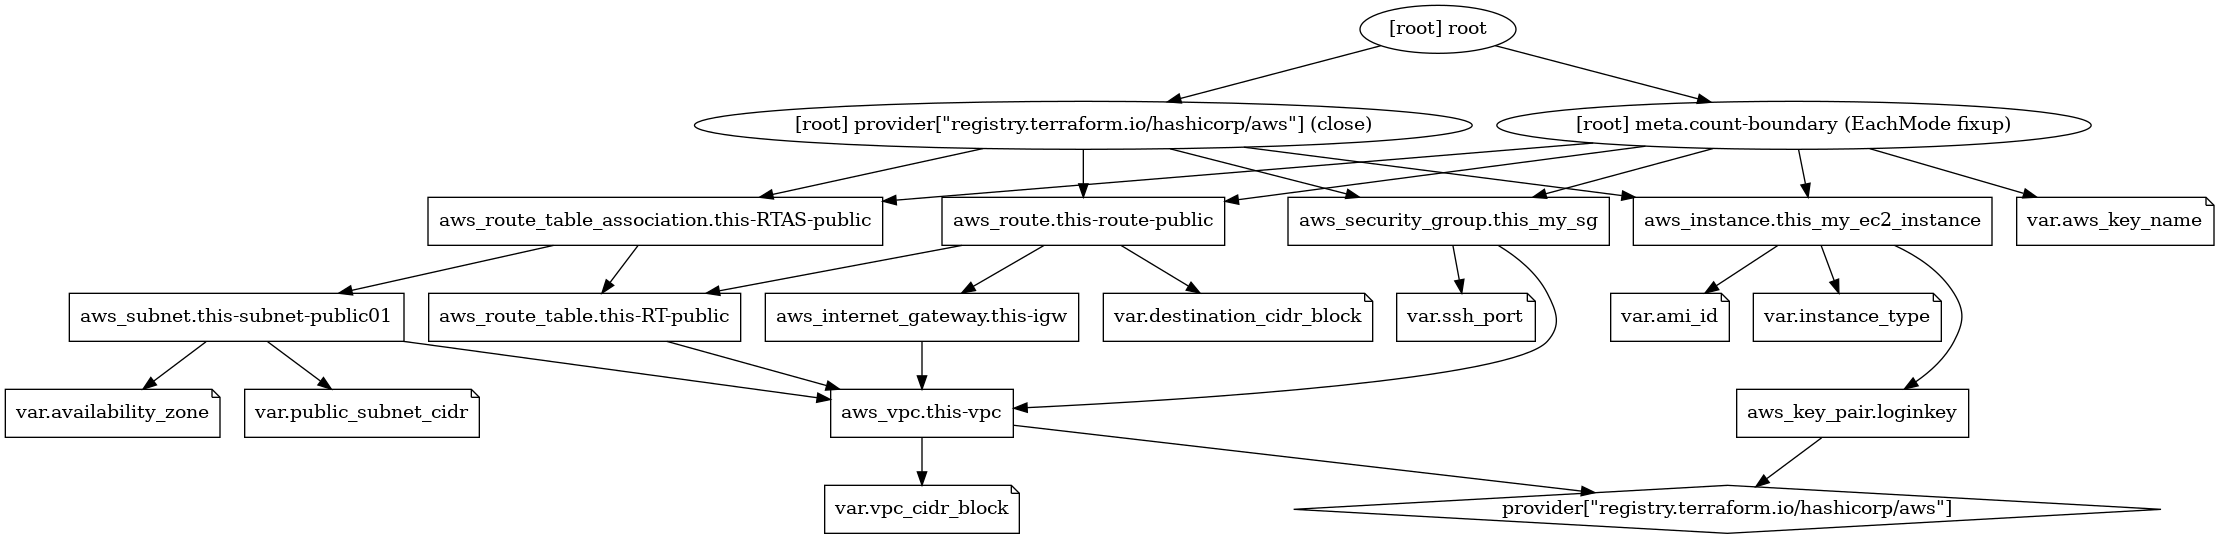 [root] root
[root] provider["registry.terraform.io/hashicorp/aws"] (close)
[root] meta.count-boundary (EachMode fixup)
aws_route_table_association.this-RTAS-public
aws_route.this-route-public
aws_security_group.this_my_sg
aws_instance.this_my_ec2_instance
var.aws_key_name
aws_subnet.this-subnet-public01
aws_route_table.this-RT-public
aws_internet_gateway.this-igw
var.destination_cidr_block
var.ssh_port
var.ami_id
var.instance_type
var.availability_zone
var.public_subnet_cidr
aws_vpc.this-vpc
aws_key_pair.loginkey
var.vpc_cidr_block
provider["registry.terraform.io/hashicorp/aws"]